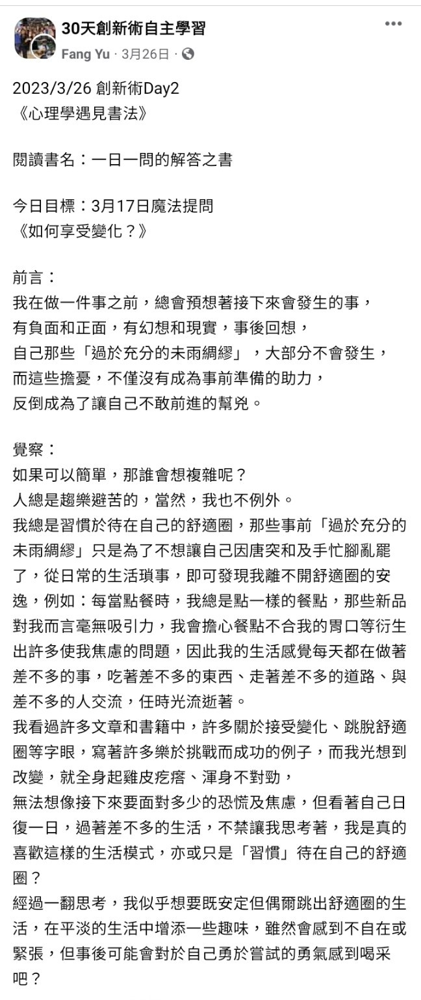 30天創新術自主學習
Fang Yu · 3月26日 ·
2023/3/26 創新術Day2
《心理學遇見書法》
閱讀書名：一日一問的解答之書
今日目標：3月17日魔法提問
《如何享受變化？》
前言：
我在做一件事之前，總會預想著接下來會發生的事，
有負面和正面，有幻想和現實，事後回想，
自己那些「過於充分的未雨綢繆」，大部分不會發生，
而這些擔憂，不僅沒有成為事前準備的助力，
反倒成為了讓自己不敢前進的幫兇。
覺察：
如果可以簡單，那誰會想複雜呢？
人總是趨樂避苦的，當然，我也不例外。
我總是習慣於待在自己的舒適圈，那些事前「過於充分的
未雨綢繆」只是為了不想讓自己因唐突和及手忙腳亂罷
了，從日常的生活瑣事，即可發現我離不開舒適圈的安
逸，例如：每當點餐時，我總是點一樣的餐點，那些新品
對我而言毫無吸引力，我會擔心餐點不合我的胃口等衍生
出許多使我焦慮的問題，因此我的生活感覺每天都在做著
差不多的事，吃著差不多的東西、走著差不多的道路、與
差不多的人交流，任時光流逝著。
我看過許多文章和書籍中，許多關於接受變化、跳脫舒適
圈等字眼，寫著許多樂於挑戰而成功的例子，而我光想到
改變，就全身起雞皮疙瘩、渾身不對勁，
無法想像接下來要面對多少的恐慌及焦慮，但看著自己日
復一日，過著差不多的生活，不禁讓我思考著，我是真的
喜歡這樣的生活模式，亦或只是「習慣」待在自己的舒適
圈？
經過一翻思考，我似乎想要既安定但偶爾跳出舒適圈的生
活，在平淡的生活中增添一些趣味，雖然會感到不自在或
緊張，但事後可能會對於自己勇於嘗試的勇氣感到喝采
吧？